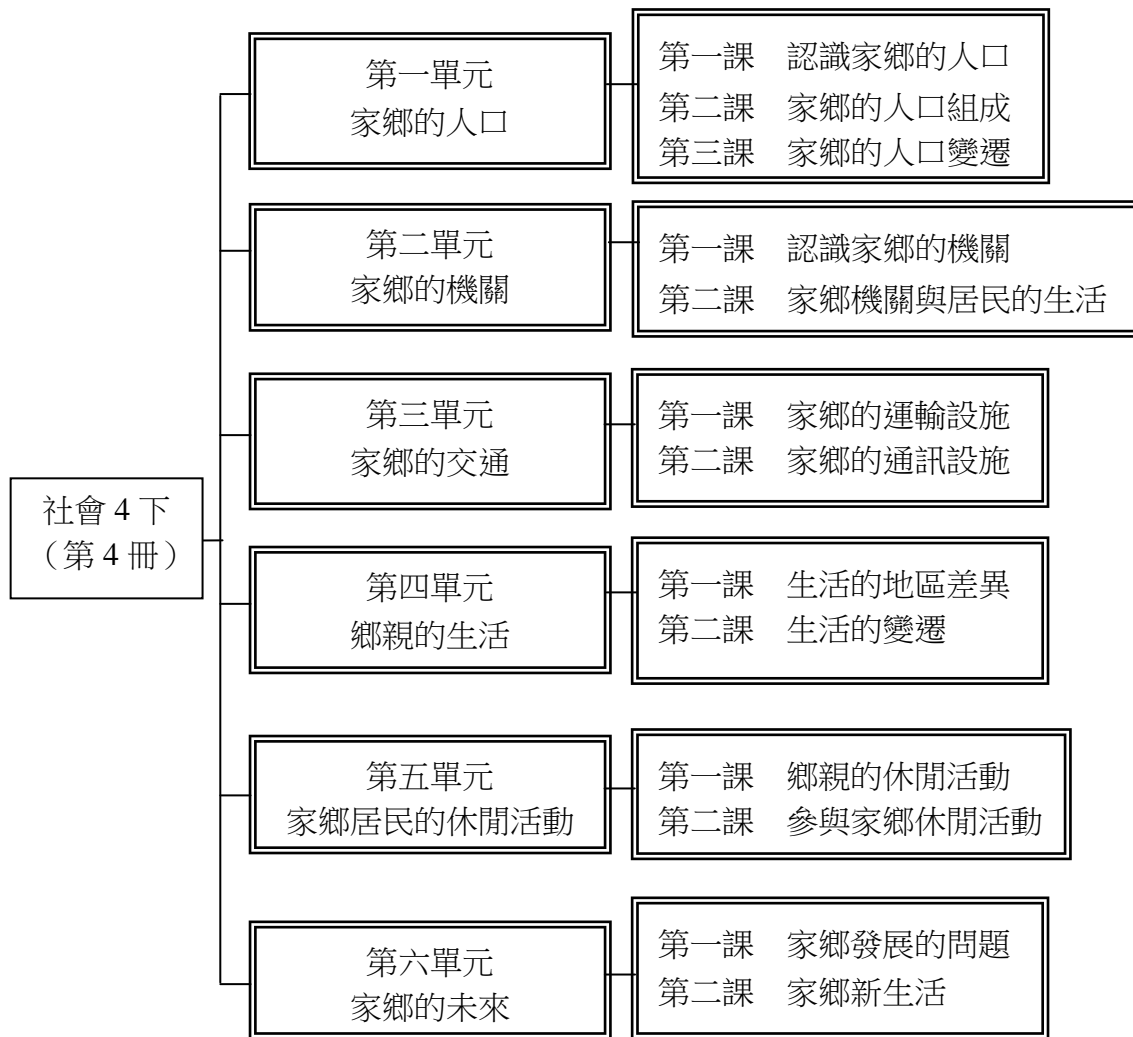 社會 4 下
（第 4 冊）
第一單元
家鄉的人口
第一課　認識家鄉的人口
第二課　家鄉的人口組成
第三課　家鄉的人口變遷
第二單元
家鄉的機關
第一課　認識家鄉的機關
第二課　家鄉機關與居民的生活
第三單元
家鄉的交通
第一課　家鄉的運輸設施
第二課　家鄉的通訊設施
第四單元
鄉親的生活
第一課　生活的地區差異
第二課　生活的變遷
第五單元
家鄉居民的休閒活動
第一課　鄉親的休閒活動
第二課　參與家鄉休閒活動
第六單元
家鄉的未來
第一課　家鄉發展的問題
第二課　家鄉新生活